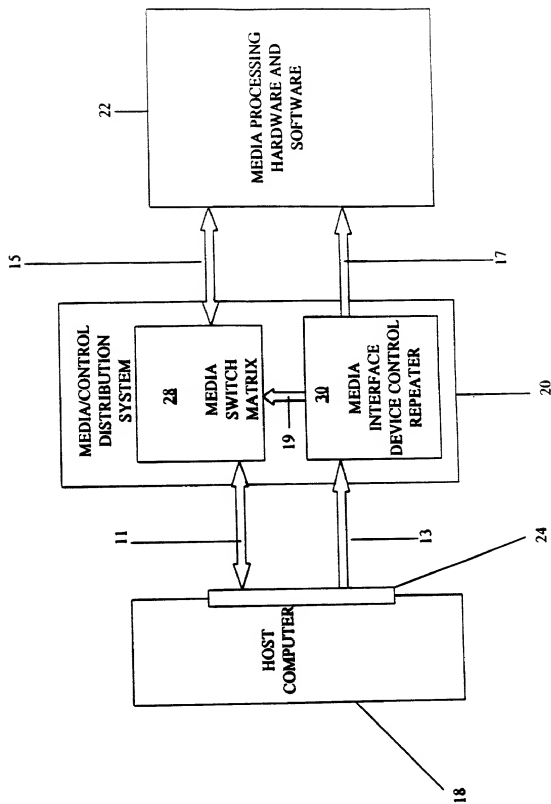 22
MEDIA PROCESSING
HARDWARE AND
SOFTWARE
15
17
MEDIA/CONTROL
DISTRIBUTION
SYSTEM
28
MEDIA
SWITCH
MATRIX
19
30
MEDIA
INTERFACE
DEVICE CONTROL
REPEATER
20
11
13
24
HOST
COMPUTER
18